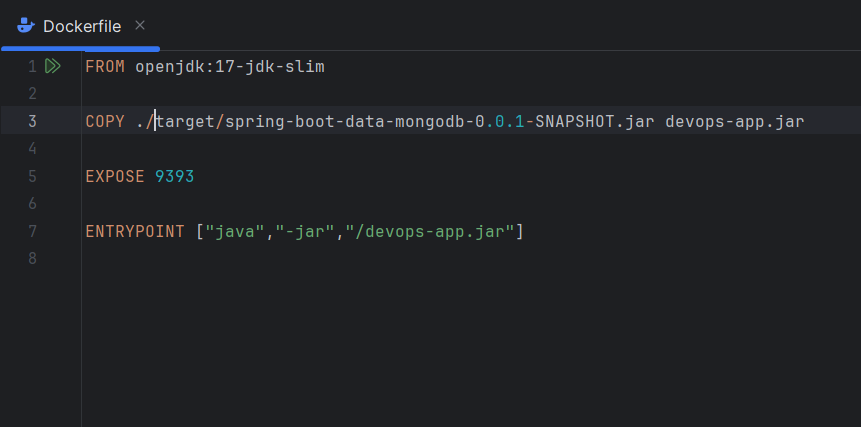 Dockerfile
1 FROM openjdk:17-jdk-slim
2
3 COPY ./target/spring-boot-data-mongodb-0.0.1-SNAPSHOT.jar devops-app.jar
4
5 EXPOSE 9393
6
7 ENTRYPOINT ["java","-jar","/devops-app.jar"]
8